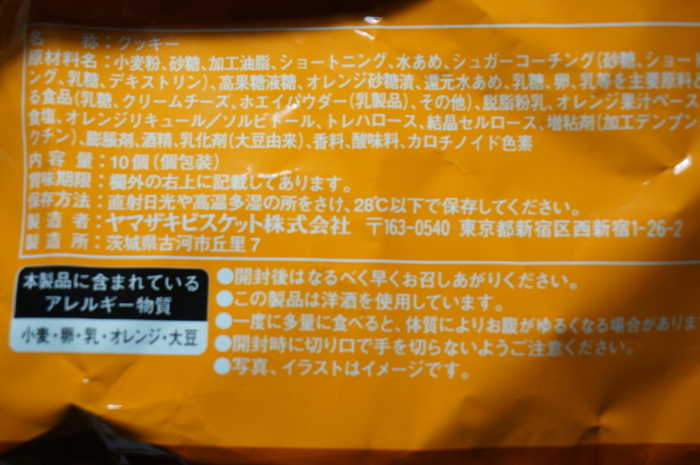 名称：クッキー
原材料名：小麦粉、砂糖、加工油脂、ショートニング、水あめ、シュガーコーチング(砂糖、ショート
ング、乳糖、デキストリン)、高果糖液糖、オレンジ砂糖漬、還元水あめ、乳糖、卵、乳等を主要原料
る食品(乳糖、クリームチーズ、ホエイパウダー(乳製品)、その他)、脱脂粉乳、オレンジ果汁ペース
食塩、オレンジリキュール／ソルビトール、トレハロース、結晶セルロース、増粘剤(加工デンプン
クチン)、膨脹剤、酒精、乳化剤(大豆由来)、香料、酸味料、カロチノイド色素
内容量：10個(個包装)
賞味期限：欄外の右上に記載してあります。
保存方法：直射日光や高温多湿の所をさけ、28℃以下で保存してください。
製造者：ヤマザキビスケット株式会社 〒163-0540 東京都新宿区西新宿1-26-2
製造所：茨城県古河市丘里7
本製品に含まれている
アレルギー物質
小麦・卵・乳・オレンジ・大豆
●開封後はなるべく早くお召しあがりください。
●この製品は洋酒を使用しています。
●一度に多量に食べると、体質によりお腹がゆるくなる場合がありま
●開封時に切り口で手を切らないようご注意ください。
●写真、イラストはイメージです。